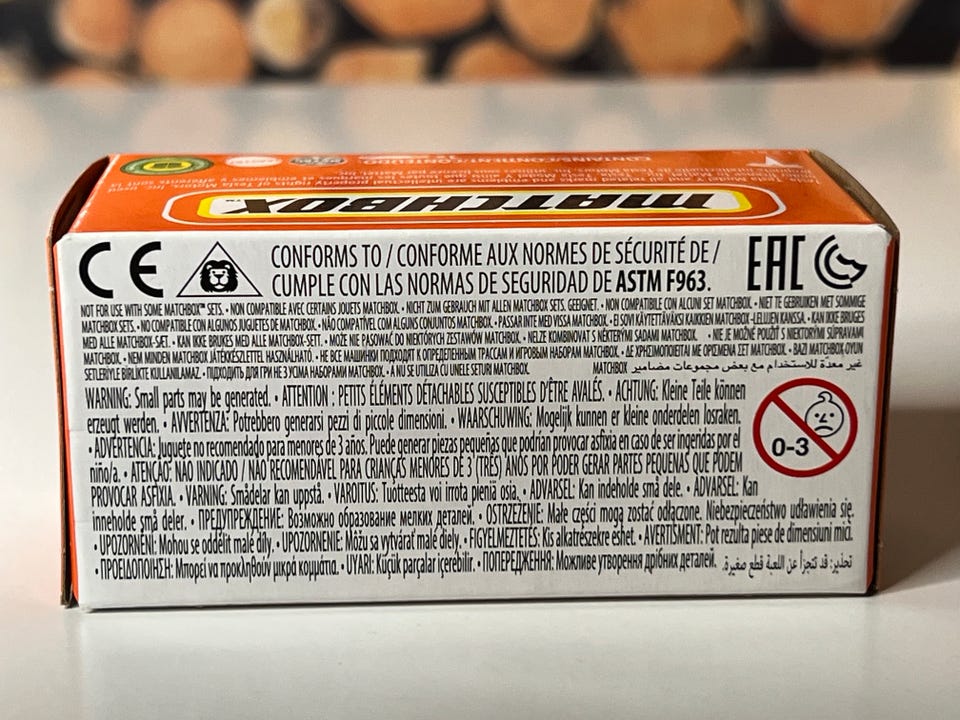 CONTAINS/CONTIENT/CONTENIDO
MATCHBOX™
CE
CONFORMS TO / CONFORME AUX NORMES DE SÉCURITÉ DE /
CUMPLE CON LAS NORMAS DE SEGURIDAD DE ASTM F963.
EAC
NOT FOR USE WITH SOME MATCHBOX™ SETS. • NON COMPATIBLE AVEC CERTAINS JOUETS MATCHBOX. • NICHT ZUM GEBRAUCH MIT ALLEN MATCHBOX SETS. GEEIGNET. • NON COMPATIBILE CON ALCUNI SET MATCHBOX. • NIET TE GEBRUIKEN MET SOMMIGE
MATCHBOX SETS. • NO COMPATIBLE CON ALGUNOS JUGUETES DE MATCHBOX. • NÃO COMPATÍVEL COM ALGUNS CONJUNTOS MATCHBOX. • PASSAR INTE MED VISSA MATCHBOX. • EI SOVI KÄYTETTÄVÄKSI KAIKKIEN MATCHBOX-LELUJEN KANSSA. • KAN IKKE BRUGES
MED ALLE MATCHBOX-SÆT. • KAN IKKE BRUKES MED ALLE MATCHBOX-SETT. • MOŻE NIE PASOWAĆ DO NIEKTÓRYCH ZESTAWÓW MATCHBOX. • NELZE KOMBINOVAT S NĚKTERÝMI SADAMI MATCHBOX. • NIE JE MOŽNÉ POUŽIŤ S NIEKTORÝMI SÚPRAVAMI
MATCHBOX. • NEM MINDEN MATCHBOX JÁTÉKKÉSZLETTEL HASZNÁLHATÓ. • НЕ ВСЕ МАШИНКИ ПОДХОДЯТ К ОПРЕДЕЛЕННЫМ ТРАССАМ И ИГРОВЫМ НАБОРАМ MATCHBOX. • ΔΕ ΧΡΗΣΙΜΟΠΟΙΕΙΤΑΙ ΜΕ ΟΡΙΣΜΕΝΑ ΣΕΤ MATCHBOX. • BAZI MATCHBOX OYUN
SETLERİYLE BİRLİKTE KULLANILAMAZ. • ПІДХОДИТЬ ДЛЯ ГРИ НЕ З УСІМА НАБОРАМИ MATCHBOX. • A NU SE UTILIZA CU UNELE SETURI MATCHBOX. غير معدّة للاستخدام مع بعض مجموعات مضامير MATCHBOX
WARNING: Small parts may be generated. • ATTENTION : PETITS ÉLÉMENTS DÉTACHABLES SUSCEPTIBLES D'ÊTRE AVALÉS. • ACHTUNG: Kleine Teile können
erzeugt werden. • AVVERTENZA: Potrebbero generarsi pezzi di piccole dimensioni. • WAARSCHUWING: Mogelijk kunnen er kleine onderdelen losraken.
• ADVERTENCIA: Juguete no recomendado para menores de 3 años. Puede generar piezas pequeñas que podrían provocar asfixia en caso de ser ingeridas por el
niño/a. • ATENÇAO: NÃO INDICADO / NÃO RECOMENDÁVEL PARA CRIANÇAS MENORES DE 3 (TRÊS) ANOS POR PODER GERAR PARTES PEQUENAS QUE PODEM
PROVOCAR ASFIXIA. • VARNING: Smådelar kan uppstå. • VAROITUS: Tuotteesta voi irrota pieniä osia. • ADVARSEL: Kan indeholde små dele. • ADVARSEL: Kan
inneholde små deler. • ПРЕДУПРЕЖДЕНИЕ: Возможно образование мелких деталей. • OSTRZEŻENIE: Małe części mogą zostać odłączone. Niebezpieczeństwo udławienia się.
• UPOZORNĚNÍ: Mohou se oddělit malé díly. • UPOZORNENIE: Môžu sa vytvárať malé diely. • FIGYELMEZTETÉS: Kis alkatrészekre eshet. • AVERTISMENT: Pot rezulta piese de dimensiuni mici.
• ΠΡΟΕΙΔΟΠΟΙΗΣΗ: Μπορεί να προκληθούν μικρά κομμάτια. • UYARI: Küçük parçalar içerebilir. • ПОПЕРЕДЖЕННЯ: Можливе утворення дрібних деталей. تحذير: قد تتجزأ عن اللعبة قطع صغيرة.
0-3